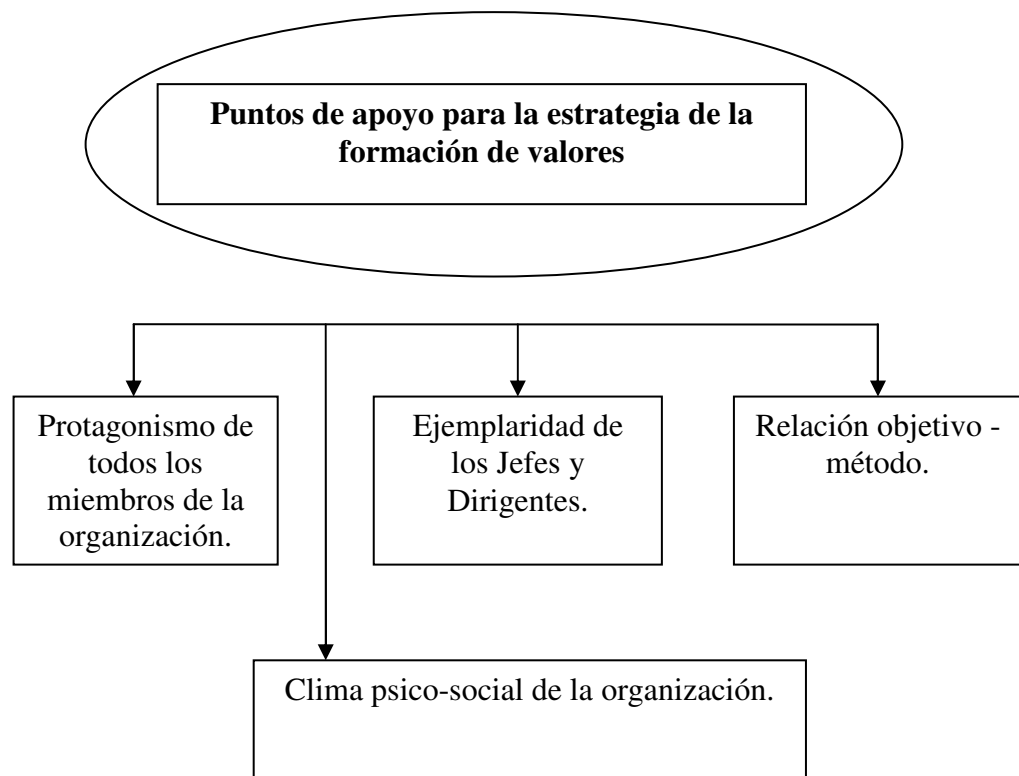 Puntos de apoyo para la estrategia de la
formación de valores
Protagonismo de
todos los
miembros de la
organización.
Ejemplaridad de
los Jefes y
Dirigentes.
Relación objetivo -
método.
Clima psico-social de la organización.